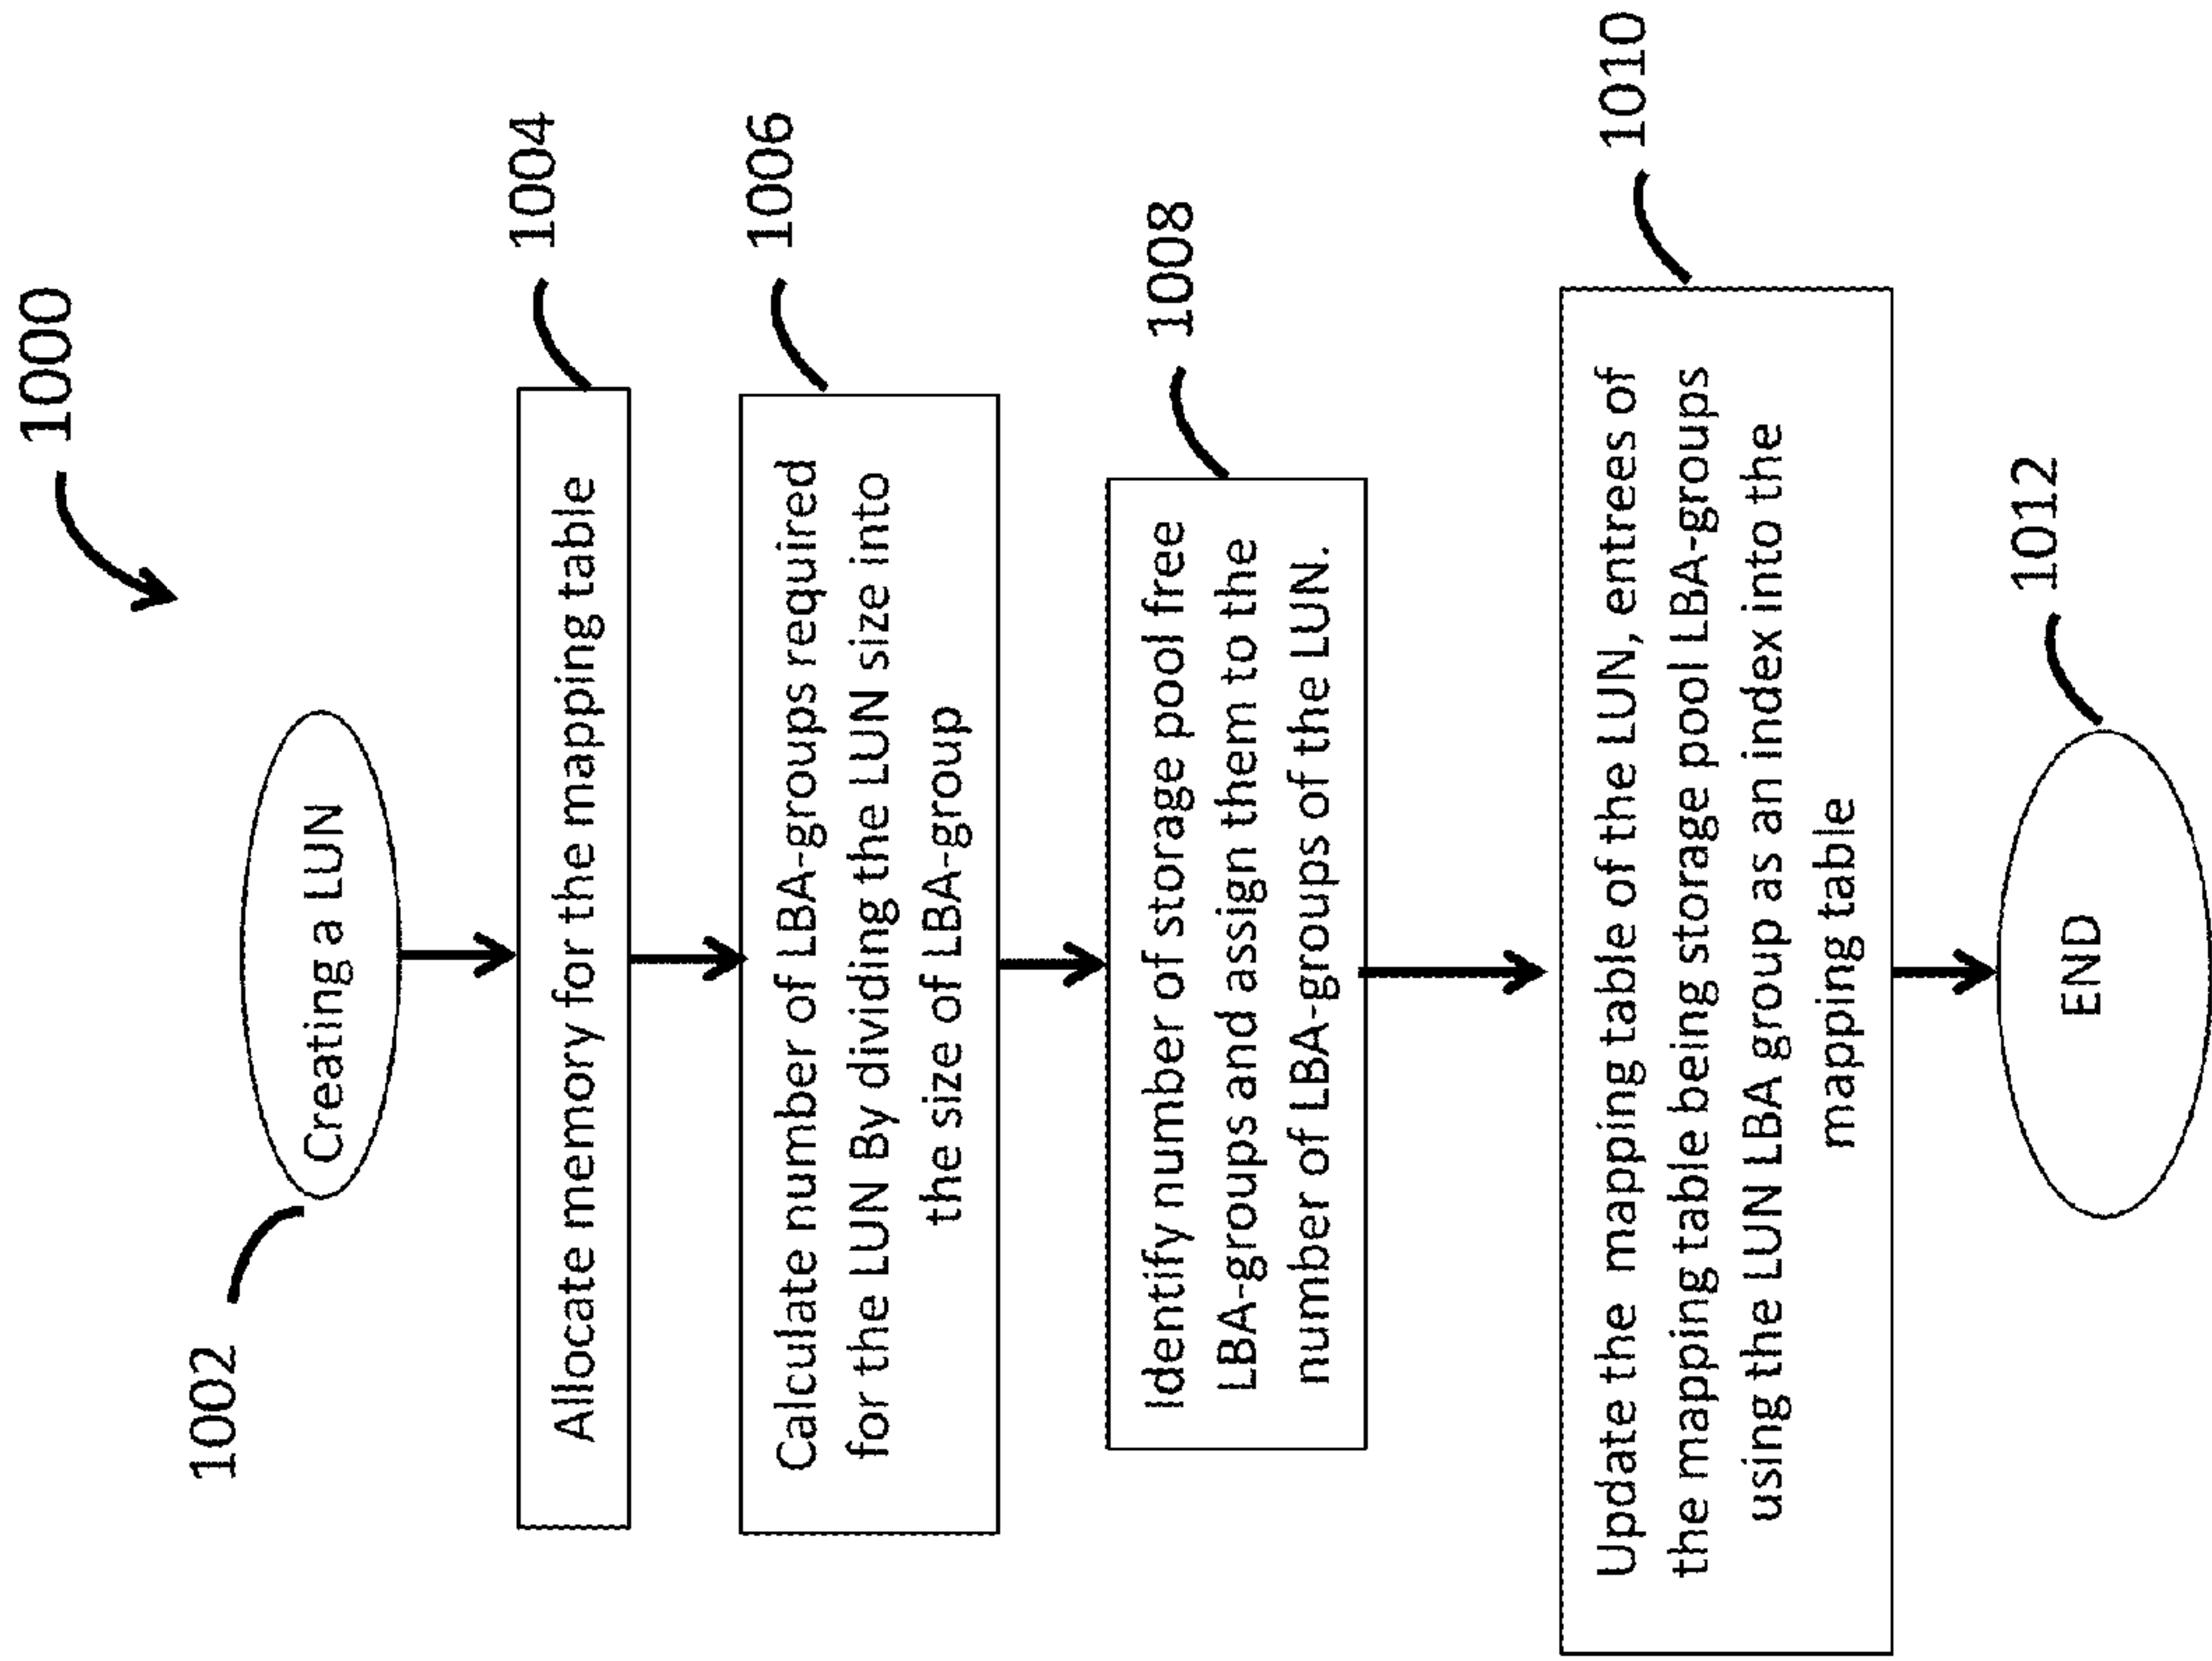 1000
1002
Creating a LUN
1004
Allocate memory for the mapping table
1006
Calculate number of LBA-groups required
for the LUN By dividing the LUN size into
the size of LBA-group
1008
Identify number of storage pool free
LBA-groups and assign them to the
number of LBA-groups of the LUN.
1010
Update the mapping table of the LUN, entrees of
the mapping table being storage pool LBA-groups
using the LUN LBA group as an index into the
mapping table
1012
END